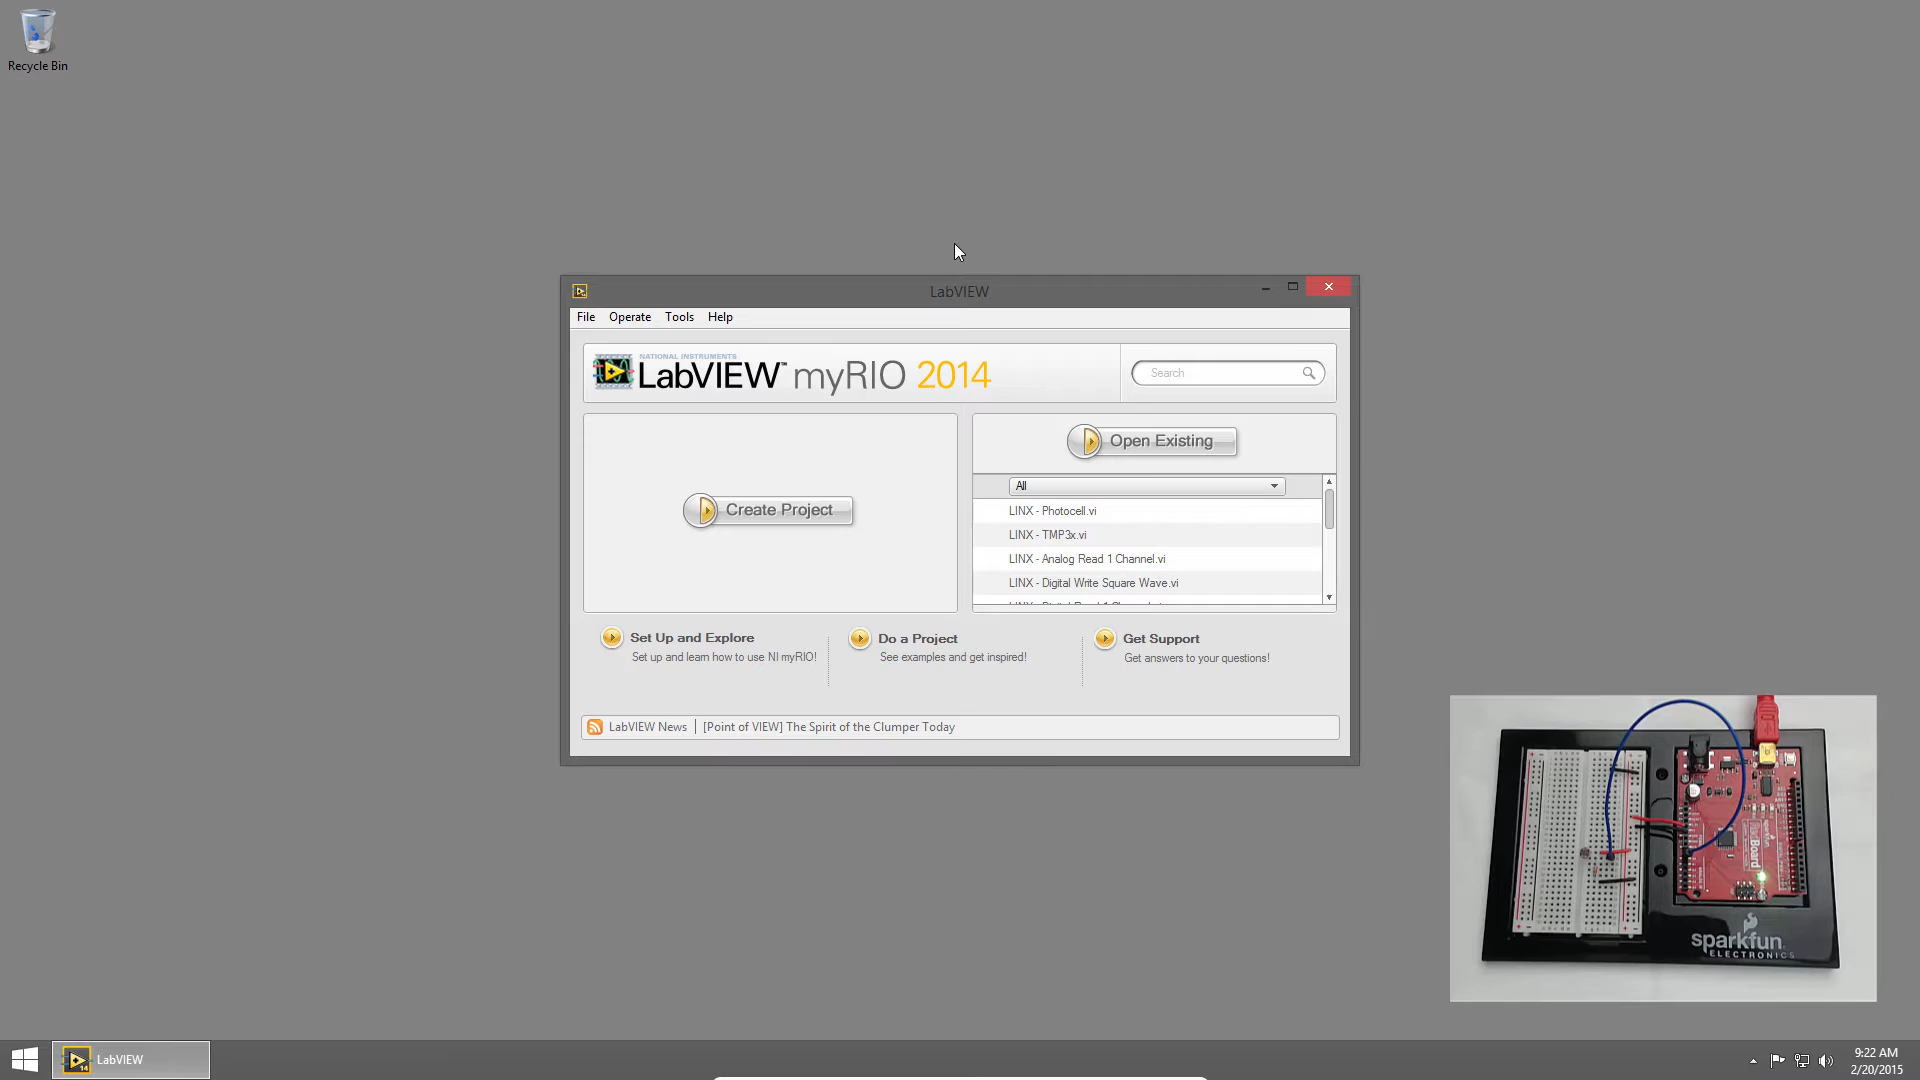 Recycle Bin
LabVIEW
File Operate Tools Help
NATIONAL INSTRUMENTS
LabVIEW™ myRIO 2014
Search
Create Project
Open Existing
All
LINX - Photocell.vi
LINX - TMP3x.vi
LINX - Analog Read 1 Channel.vi
LINX - Digital Write Square Wave.vi
Set Up and Explore
Set up and learn how to use NI myRIO!
Do a Project
See examples and get inspired!
Get Support
Get answers to your questions!
LabVIEW News
[Point of VIEW] The Spirit of the Clumper Today
RedBoard
sparkfun
ELECTRONICS
LabVIEW
9:22 AM
2/20/2015